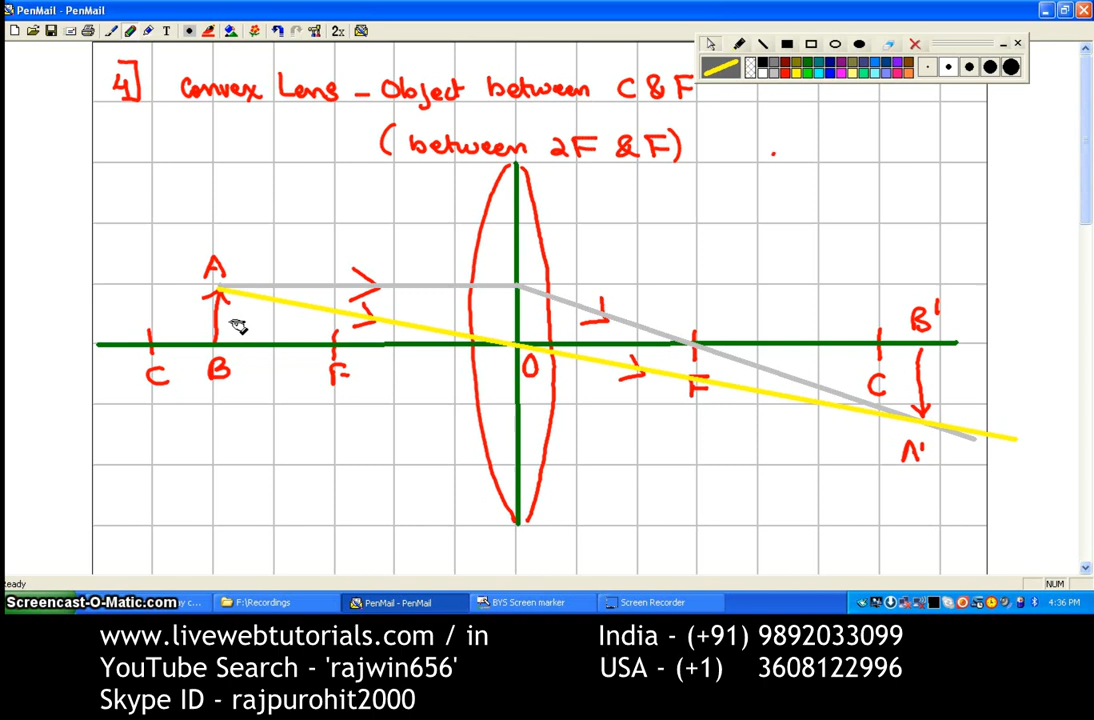 PenMail - PenMail
T
2x
4] Convex Lens - Object between C & F
(between 2F & F) .
A
B'
C B F O F C
A'
Ready
NUM
Screencast-O-Matic.com
F:\Recordings
PenMail - PenMail
BYS Screen marker
Screen Recorder
4:36 PM
www.livewebtutorials.com / in India - (+91) 9892033099
YouTube Search - 'rajwin656' USA - (+1) 3608122996
Skype ID - rajpurohit2000